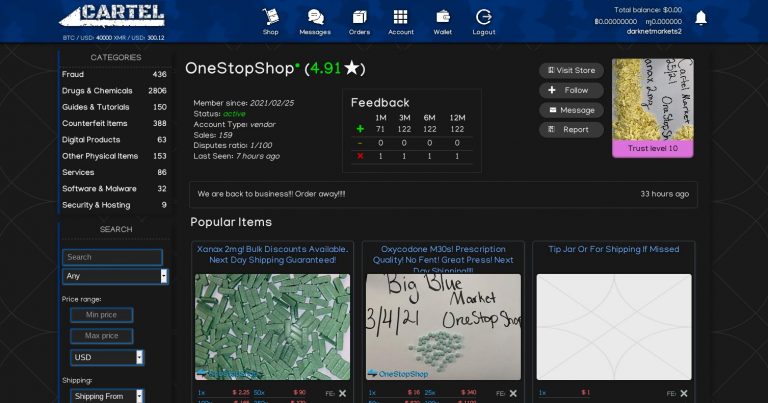 CARTEL
BTC / USD: 40000 XMR / USD: 300.12
Shop
Messages
Orders
Account
Wallet
Logout
Total balance: $0.00
฿0.00000000 ɱ0.000000
darknetmarkets2
CATEGORIES
Fraud 436
Drugs & Chemicals 2806
Guides & Tutorials 150
Counterfeit Items 388
Digital Products 63
Other Physical Items 153
Services 86
Software & Malware 32
Security & Hosting 9
SEARCH
Search
Any
Price range:
Min price
Max price
USD
Shipping:
Shipping From
OneStopShop (4.91★)
Member since: 2021/02/25
Status: active
Account Type: vendor
Sales: 159
Disputes ratio: 1/100
Last Seen: 7 hours ago
Feedback
1M 3M 6M 12M
+ 71 122 122 122
- 0 0 0 0
× 1 1 1 1
Visit Store
Follow
Message
Report
Cartel Market
OneStopShop
Xanax 2mg
Trust level 10
We are back to business!!! Order away!!!! 33 hours ago
Popular Items
Xanax 2mg! Bulk Discounts Available.
Next Day Shipping Guaranteed!
OneStopShop
1x $ 2.25 50x $ 90 FE: ×
Oxycodone M30s! Prescription
Quality! No Fent! Great Press! Next
Day Shipping!!!!
Big Blue
Market
3/4/21 OneStopShop
OneStopShop
1x $ 16 25x $ 340 FE: ×
Tip Jar Or For Shipping If Missed
1x $ 1 FE: ×